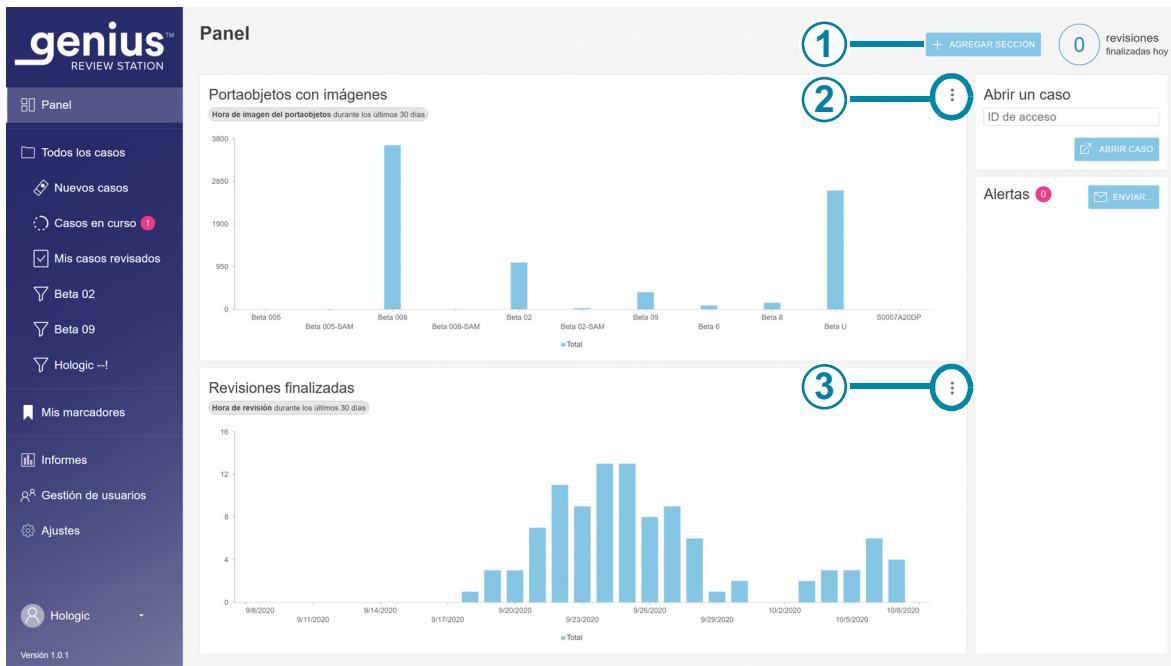 genius™
REVIEW STATION
Panel
Todos los casos
Nuevos casos
Casos en curso 1
Mis casos revisados
Beta 02
Beta 09
Hologic --!
Mis marcadores
Informes
Gestión de usuarios
Ajustes
Hologic
Versión 1.0.1
Panel
1
+ AGREGAR SECCIÓN
0 revisiones
finalizadas hoy
Portaobjetos con imágenes
2
Hora de imagen del portaobjetos durante los últimos 30 días
3800
2850
1900
950
0
Beta 005 Beta 008 Beta 02 Beta 09 Beta 8 S0007A20DP
Beta 005-SAM Beta 008-SAM Beta 02-SAM Beta 6 Beta U
Total
Revisiones finalizadas
3
Hora de revisión durante los últimos 30 días
16
12
8
4
0
9/8/2020 9/14/2020 9/20/2020 9/26/2020 10/2/2020 10/8/2020
9/11/2020 9/17/2020 9/23/2020 9/29/2020 10/5/2020
Total
Abrir un caso
ID de acceso
ABRIR CASO
Alertas 0
ENVIAR...